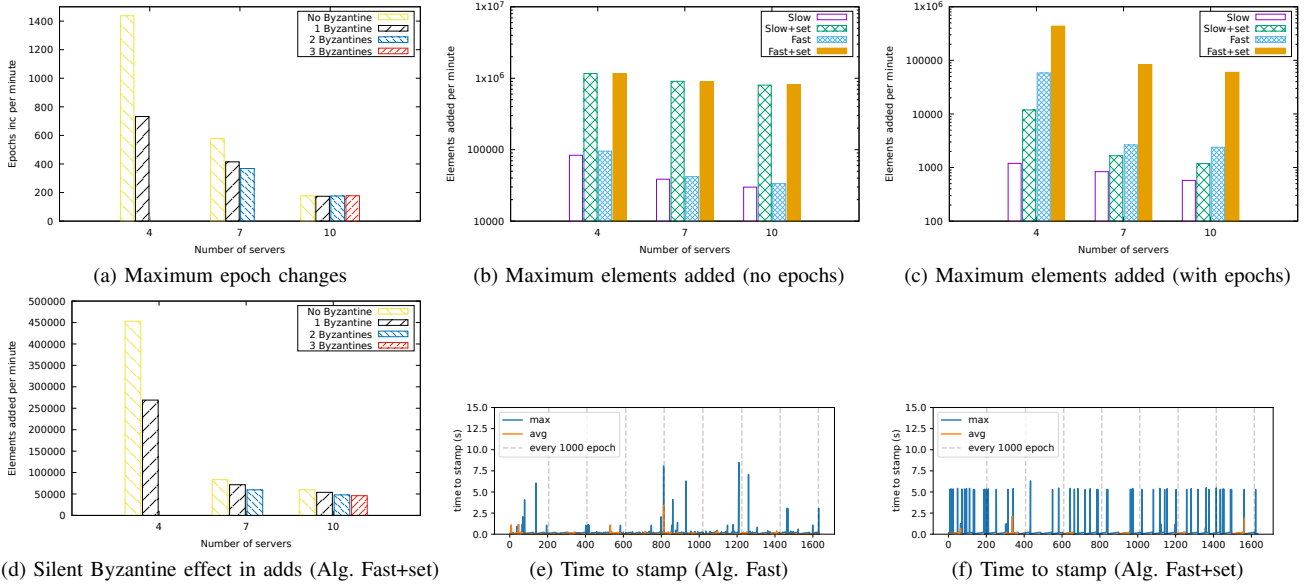 1400
1200
1000
800
600
400
200
0
Epochs inc per minute
No Byzantine
1 Byzantine
2 Byzantines
3 Byzantines
4 7 10
Number of servers
(a) Maximum epoch changes
1x10^7
1x10^6
100000
10000
Elements added per minute
Slow
Slow+set
Fast
Fast+set
4 7 10
Number of servers
(b) Maximum elements added (no epochs)
1x10^6
100000
10000
1000
100
Elements added per minute
Slow
Slow+set
Fast
Fast+set
4 7 10
Number of servers
(c) Maximum elements added (with epochs)
500000
450000
400000
350000
300000
250000
200000
150000
100000
50000
0
Elements added per minute
No Byzantine
1 Byzantine
2 Byzantines
3 Byzantines
4 7 10
Number of servers
(d) Silent Byzantine effect in adds (Alg. Fast+set)
15.0
12.5
10.0
7.5
5.0
2.5
0.0
time to stamp (s)
max
avg
every 1000 epoch
0 200 400 600 800 1000 1200 1400 1600
(e) Time to stamp (Alg. Fast)
15.0
12.5
10.0
7.5
5.0
2.5
0.0
time to stamp (s)
max
avg
every 1000 epoch
0 200 400 600 800 1000 1200 1400 1600
(f) Time to stamp (Alg. Fast+set)